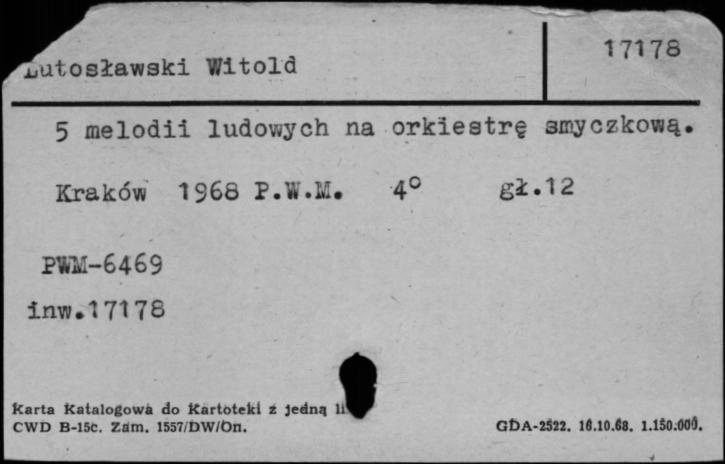 Lutosławski Witold 17178
5 melodii ludowych na orkiestrę smyczkową.
Kraków 1968 P.W.M. 4° gł.12
PWM-6469
inw.17178
Karta Katalogowa do Kartoteki z jedną
CWD B-15c. Zam. 1557/DW/On. GDA-2522. 16.10.68. 1.150.000.